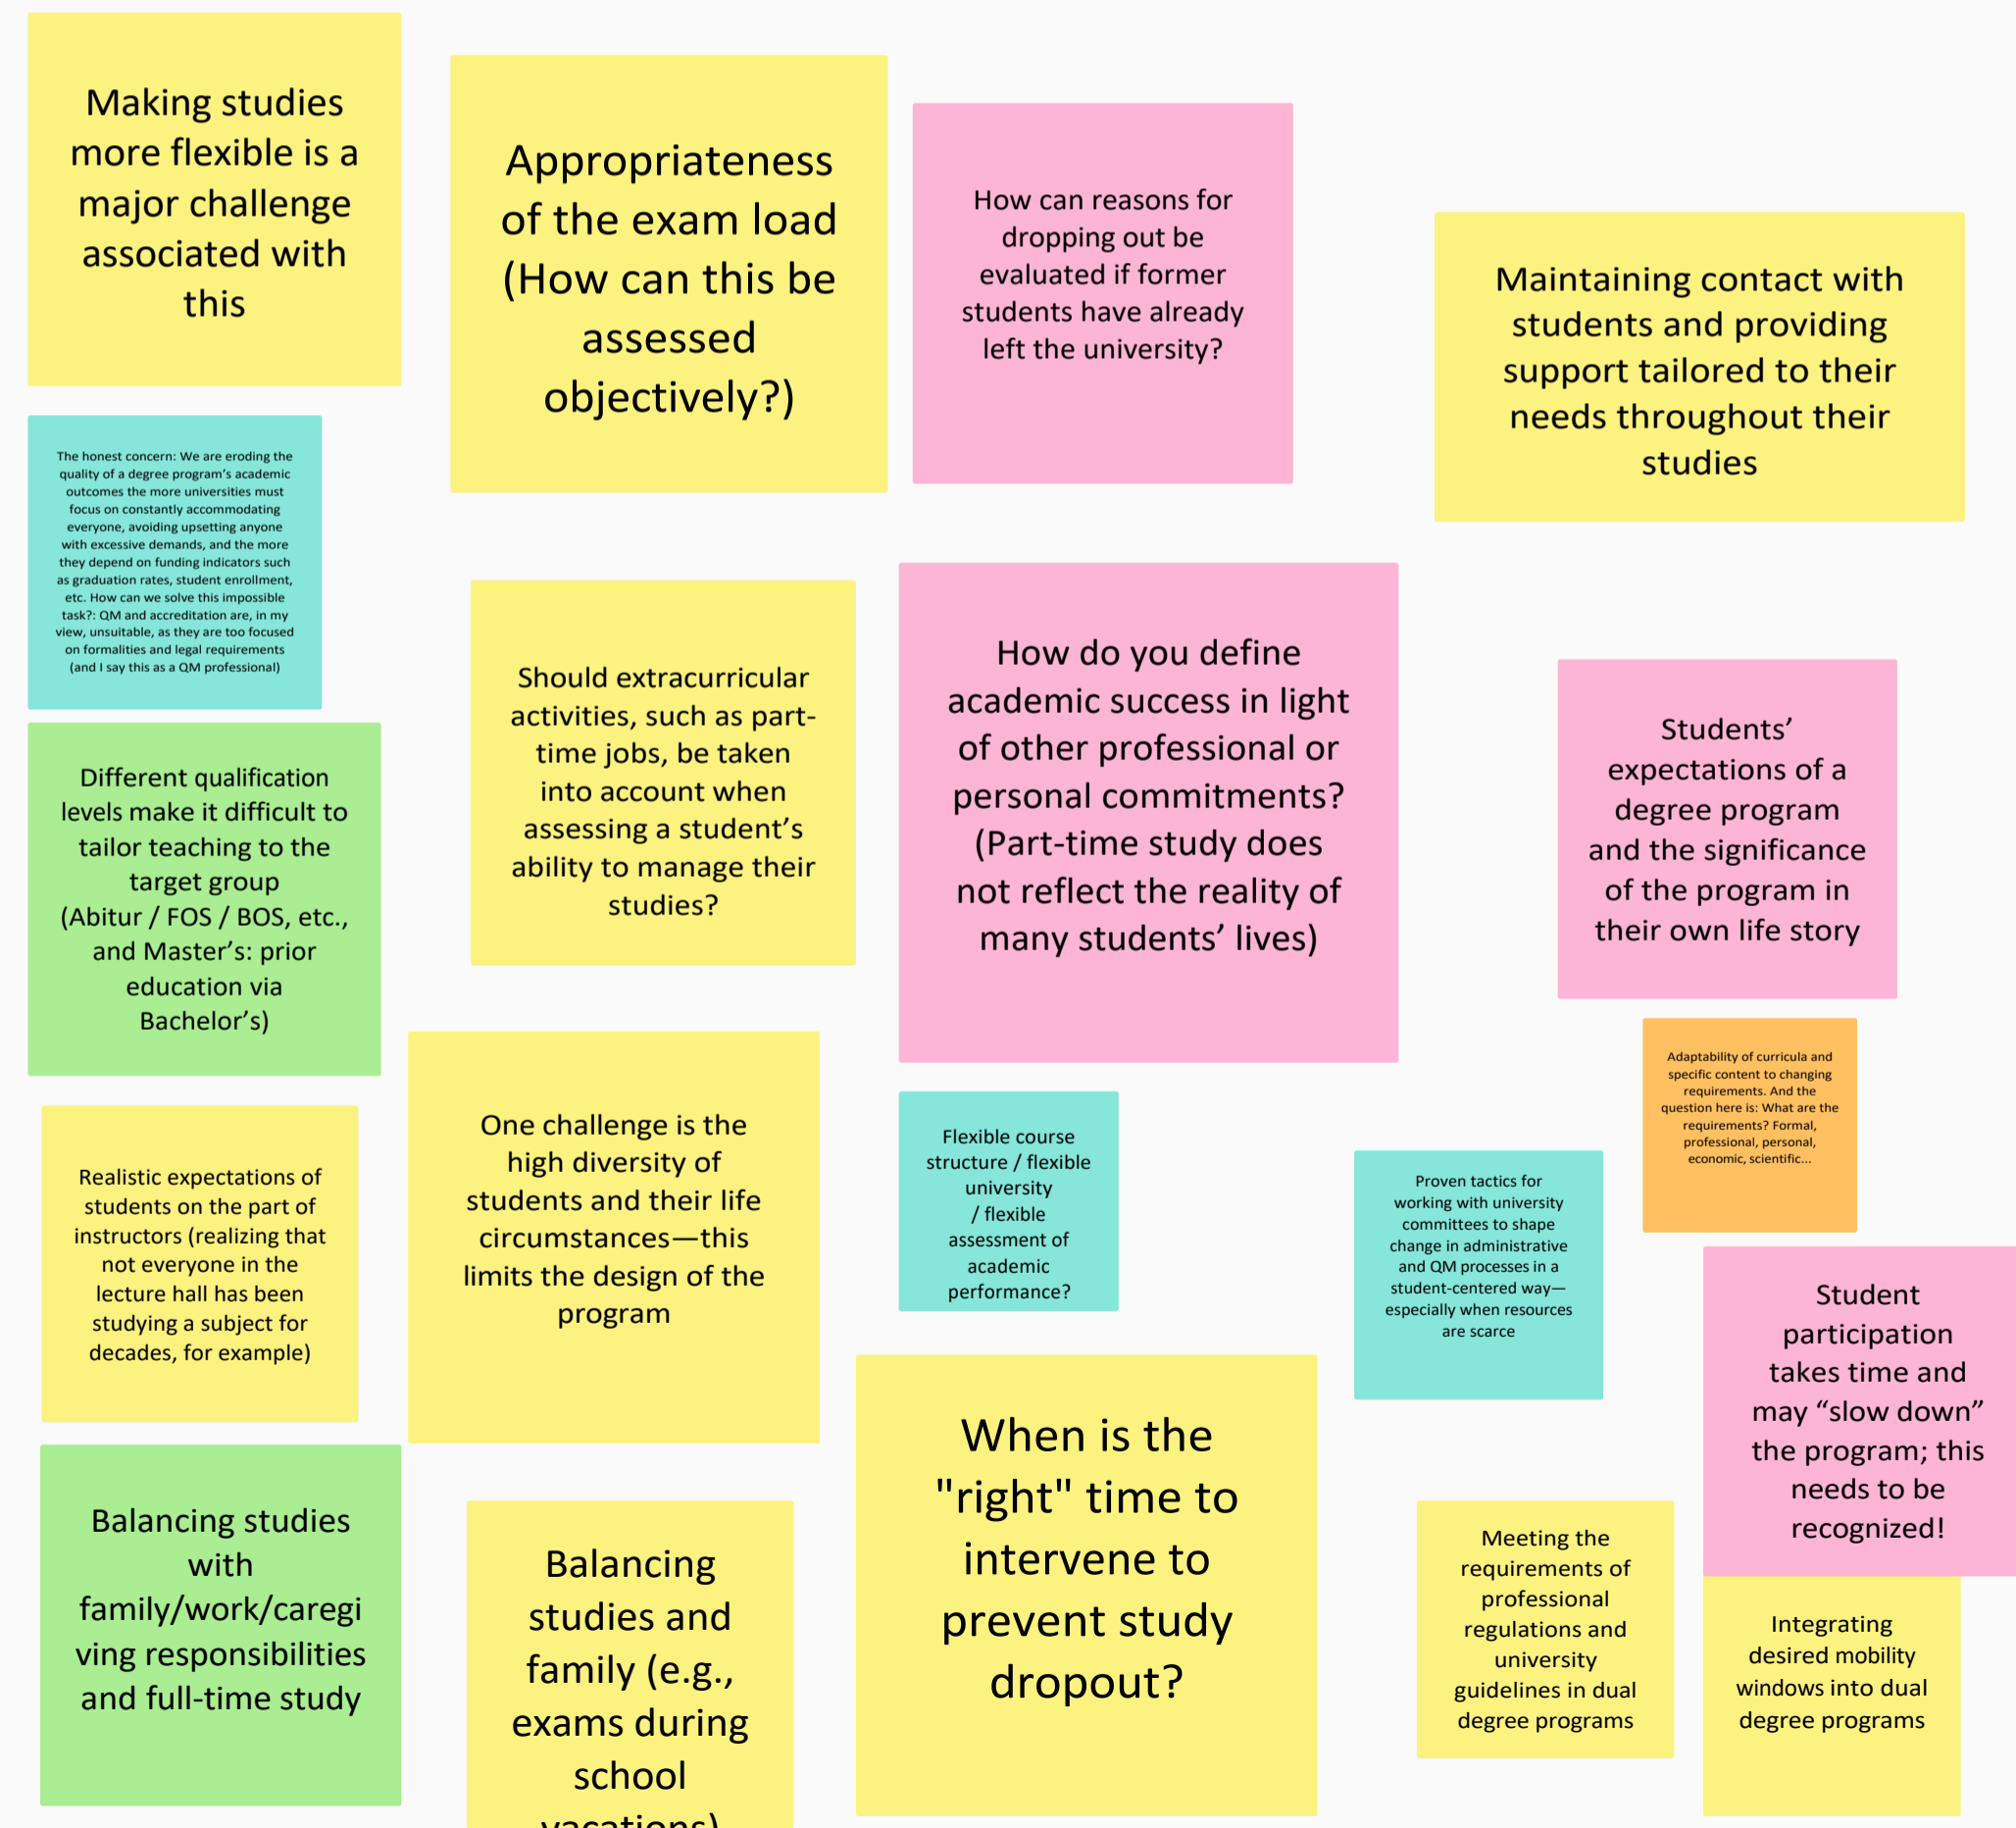 Making studies
more flexible is a
major challenge
associated with
this
Appropriateness
of the exam load
(How can this be
assessed
objectively?)
How can reasons for
dropping out be
evaluated if former
students have already
left the university?
Maintaining contact with
students and providing
support tailored to their
needs throughout their
studies
The honest concern: We are eroding the
quality of a degree program’s academic
outcomes the more universities must
focus on constantly accommodating
everyone, avoiding upsetting anyone
with excessive demands, and the more
they depend on funding indicators such
as graduation rates, student enrollment,
etc. How can we solve this impossible
task?: QM and accreditation are, in my
view, unsuitable, as they are too focused
on formalities and legal requirements
(and I say this as a QM professional)
Should extracurricular
activities, such as part-
time jobs, be taken
into account when
assessing a student’s
ability to manage their
studies?
How do you define
academic success in light
of other professional or
personal commitments?
(Part-time study does
not reflect the reality of
many students’ lives)
Students’
expectations of a
degree program
and the significance
of the program in
their own life story
Different qualification
levels make it difficult to
tailor teaching to the
target group
(Abitur / FOS / BOS, etc.,
and Master’s: prior
education via
Bachelor’s)
Adaptability of curricula and
specific content to changing
requirements. And the
question here is: What are the
requirements? Formal,
professional, personal,
economic, scientific...
Realistic expectations of
students on the part of
instructors (realizing that
not everyone in the
lecture hall has been
studying a subject for
decades, for example)
One challenge is the
high diversity of
students and their life
circumstances—this
limits the design of the
program
Flexible course
structure / flexible
university
/ flexible
assessment of
academic
performance?
Proven tactics for
working with university
committees to shape
change in administrative
and QM processes in a
student-centered way—
especially when resources
are scarce
Student
participation
takes time and
may “slow down”
the program; this
needs to be
recognized!
Balancing studies
with
family/work/caregi
ving responsibilities
and full-time study
Balancing
studies and
family (e.g.,
exams during
school
vacations)
When is the
"right" time to
intervene to
prevent study
dropout?
Meeting the
requirements of
professional
regulations and
university
guidelines in dual
degree programs
Integrating
desired mobility
windows into dual
degree programs